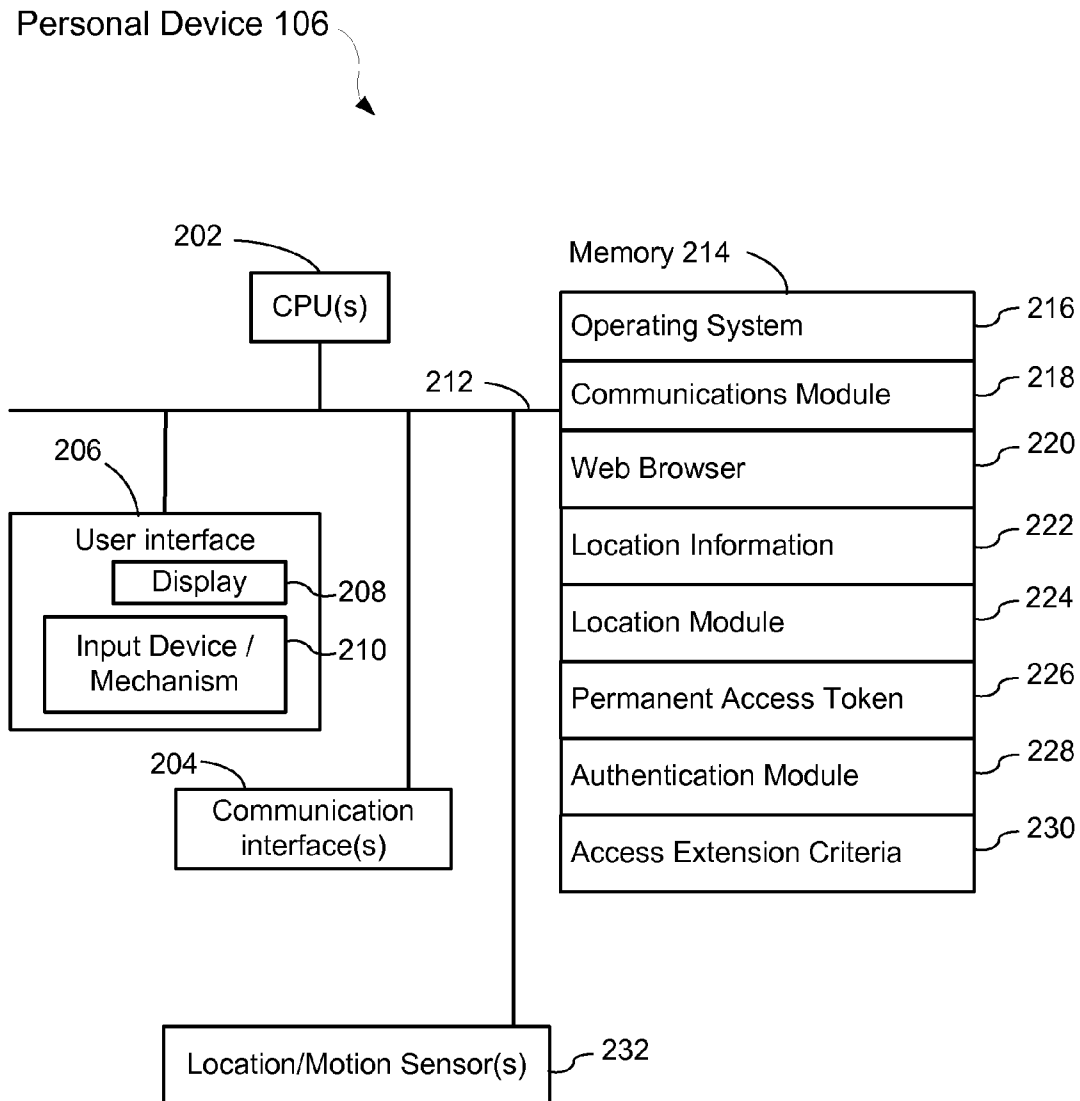 Personal Device 106
202
CPU(s)
Memory 214
Operating System
216
Communications Module
218
212
Web Browser
220
206
User interface
Display
208
Input Device /
Mechanism
210
Location Information
222
Location Module
224
Permanent Access Token
226
Authentication Module
228
204
Communication
interface(s)
Access Extension Criteria
230
Location/Motion Sensor(s)
232